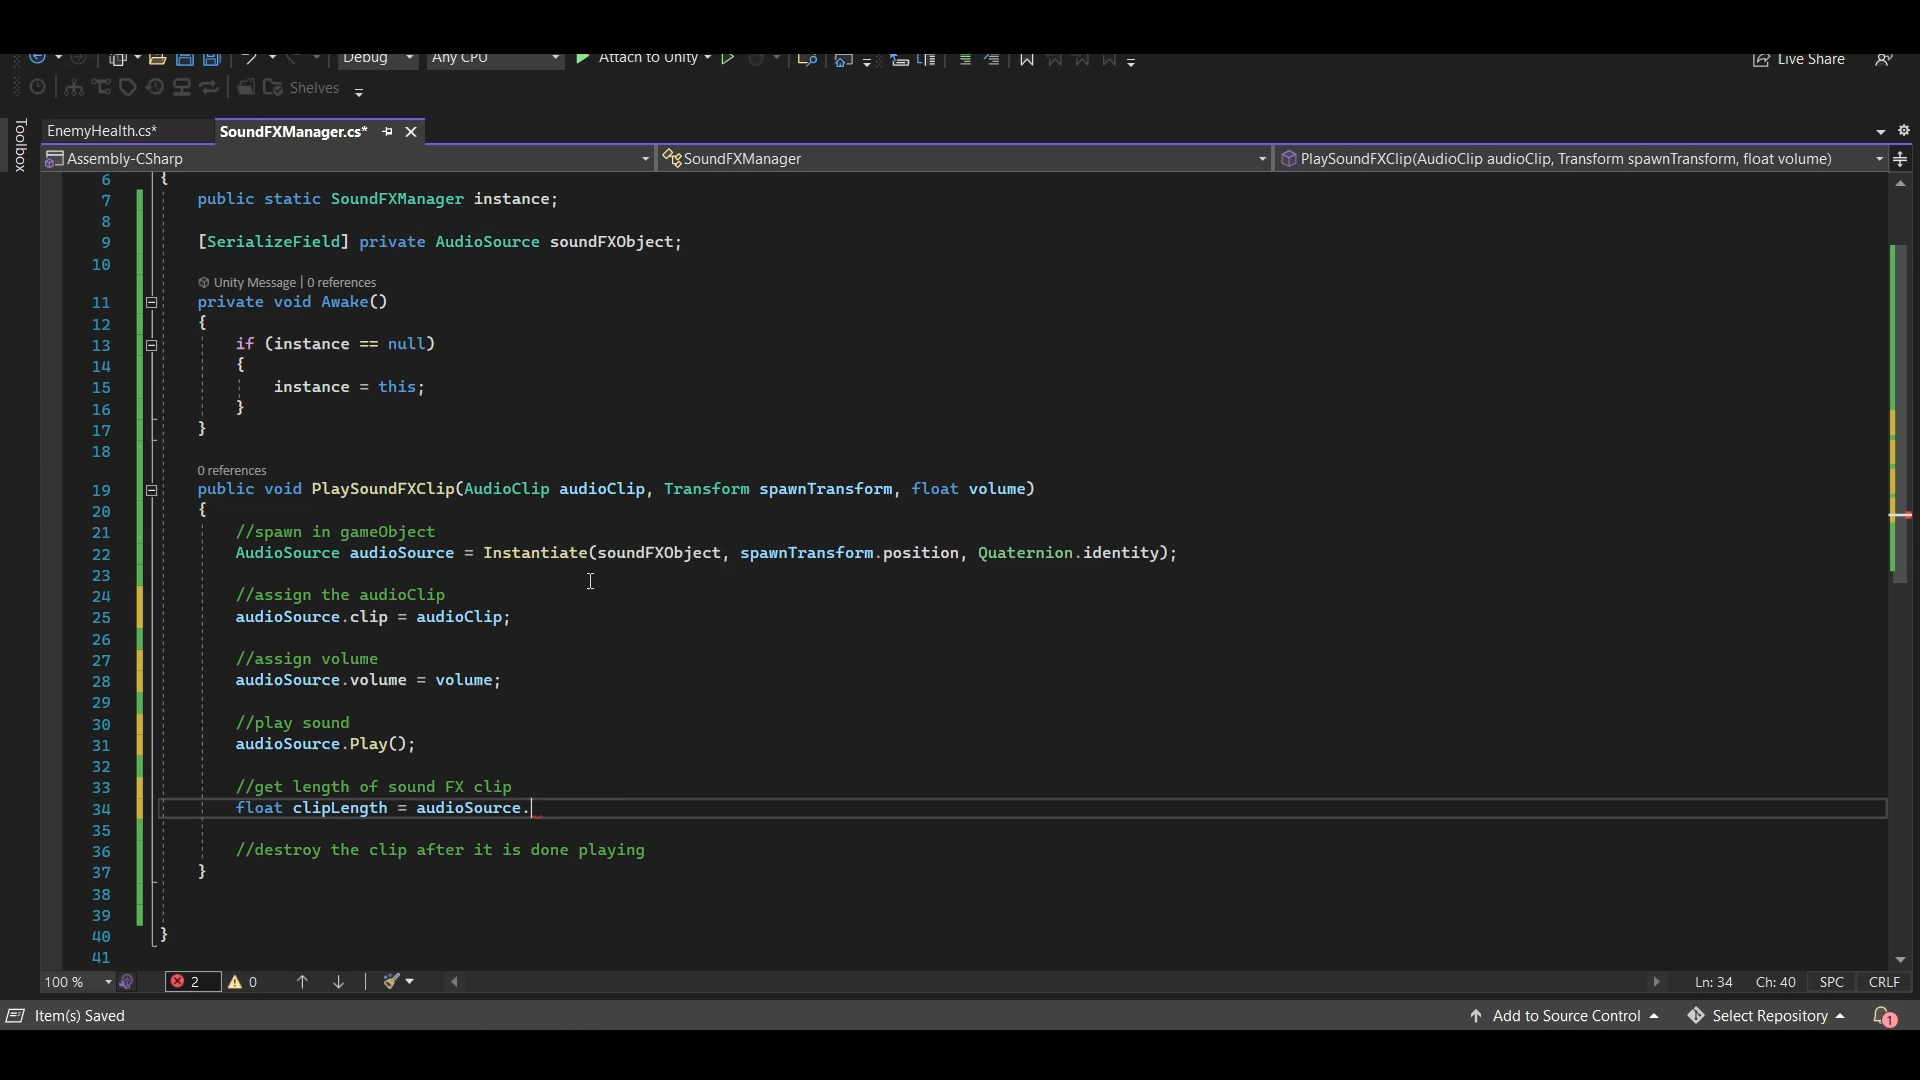 Debug Any CPU Attach to Unity Live Share
Shelves
Toolbox
EnemyHealth.cs* SoundFXManager.cs*
Assembly-CSharp SoundFXManager PlaySoundFXClip(AudioClip audioClip, Transform spawnTransform, float volume)
6 {
7 public static SoundFXManager instance;
8
9 [SerializeField] private AudioSource soundFXObject;
10
Unity Message | 0 references
11 private void Awake()
12 {
13 if (instance == null)
14 {
15 instance = this;
16 }
17 }
18
0 references
19 public void PlaySoundFXClip(AudioClip audioClip, Transform spawnTransform, float volume)
20 {
21 //spawn in gameObject
22 AudioSource audioSource = Instantiate(soundFXObject, spawnTransform.position, Quaternion.identity);
23
24 //assign the audioClip
25 audioSource.clip = audioClip;
26
27 //assign volume
28 audioSource.volume = volume;
29
30 //play sound
31 audioSource.Play();
32
33 //get length of sound FX clip
34 float clipLength = audioSource.
35
36 //destroy the clip after it is done playing
37 }
38
39
40 }
41
100 % 2 0 Ln: 34 Ch: 40 SPC CRLF
Item(s) Saved Add to Source Control Select Repository 1